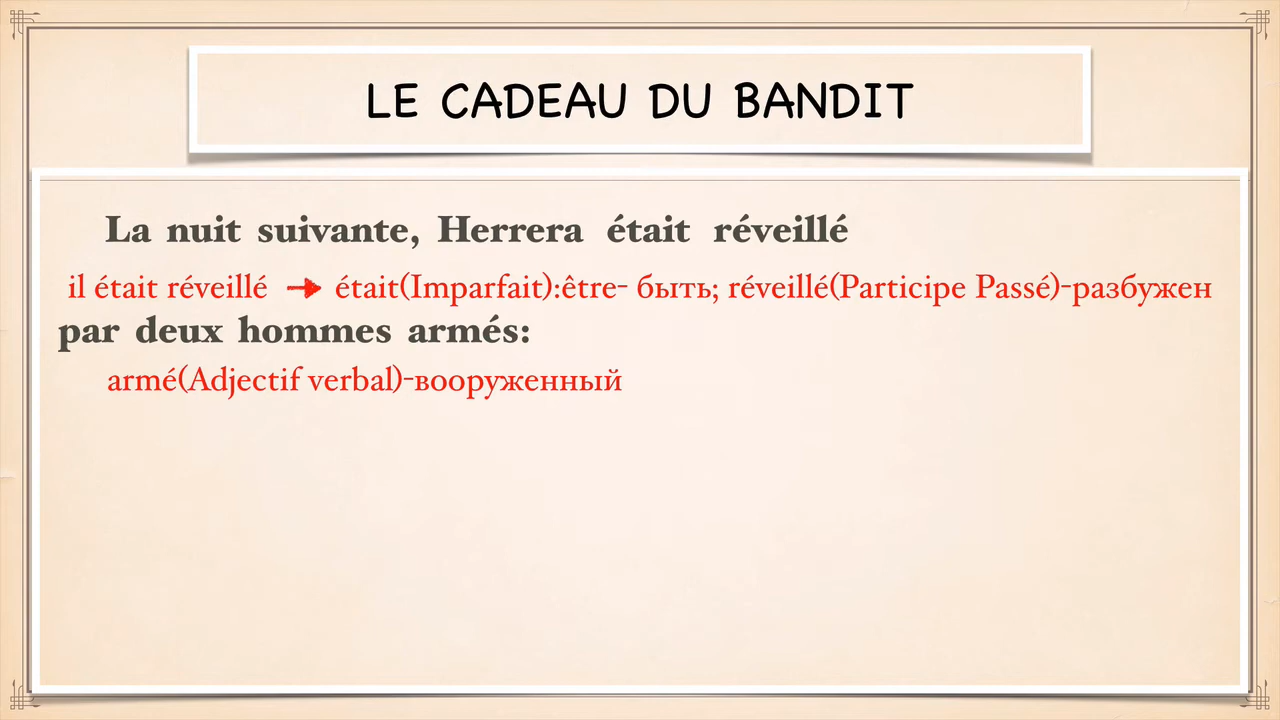 LE CADEAU DU BANDIT
La nuit suivante, Herrera était réveillé
il était réveillé → était(Imparfait):être- быть; réveillé(Participe Passé)-разбужен
par deux hommes armés:
armé(Adjectif verbal)-вооруженный